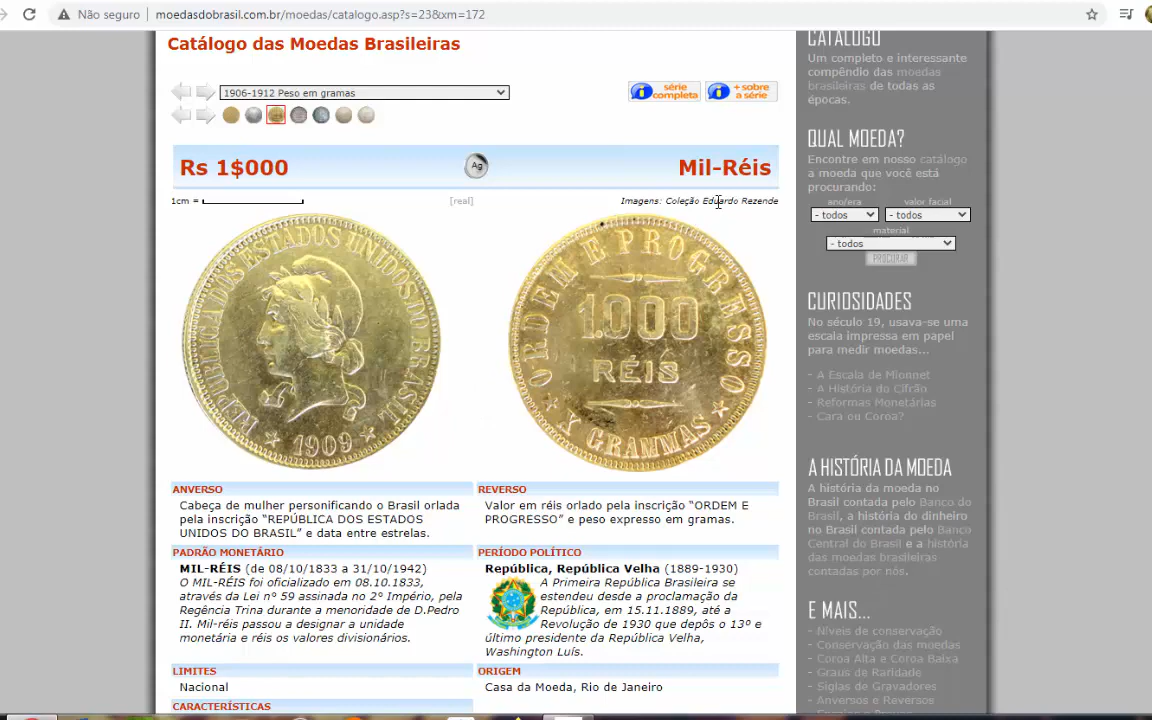 Não seguro
moedasdobrasil.com.br/moedas/catalogo.asp?s=23&xm=172
Catálogo das Moedas Brasileiras
1906-1912 Peso em gramas
série completa
+ sobre a série
Rs 1$000
Ag
Mil-Réis
1cm =
[real]
Imagens: Coleção Eduardo Rezende
REPUBLICA DOS ESTADOS UNIDOS DO BRASIL
1909
ORDEM E PROGRESSO
1.000
RÉIS
X GRAMMAS
ANVERSO
Cabeça de mulher personificando o Brasil orlada
pela inscrição “REPÚBLICA DOS ESTADOS
UNIDOS DO BRASIL” e data entre estrelas.
REVERSO
Valor em réis orlado pela inscrição “ORDEM E
PROGRESSO” e peso expresso em gramas.
PADRÃO MONETÁRIO
MIL-RÉIS (de 08/10/1833 a 31/10/1942)
O MIL-RÉIS foi oficializado em 08.10.1833,
através da Lei n° 59 assinada no 2° Império, pela
Regência Trina durante a menoridade de D.Pedro
II. Mil-réis passou a designar a unidade
monetária e réis os valores divisionários.
PERÍODO POLÍTICO
República, República Velha (1889-1930)
A Primeira República Brasileira se
estendeu desde a proclamação da
República, em 15.11.1889, até a
Revolução de 1930 que depôs o 13º e
último presidente da República Velha,
Washington Luís.
LIMITES
Nacional
ORIGEM
Casa da Moeda, Rio de Janeiro
CARACTERÍSTICAS
CATÁLOGO
Um completo e interessante
compêndio das moedas
brasileiras de todas as
épocas.
QUAL MOEDA?
Encontre em nosso catálogo
a moeda que você está
procurando:
ano/era
valor facial
- todos
- todos
material
- todos
PROCURAR
CURIOSIDADES
No século 19, usava-se uma
escala impressa em papel
para medir moedas...
- A Escala de Mionnet
- A História do Cifrão
- Reformas Monetárias
- Cara ou Coroa?
A HISTÓRIA DA MOEDA
A história da moeda no
Brasil contada pelo Banco do
Brasil, a história do dinheiro
no Brasil contada pelo Banco
Central do Brasil e a história
das moedas brasileiras
contadas por nós.
E MAIS...
- Níveis de conservação
- Conservação das moedas
- Coroa Alta e Coroa Baixa
- Graus de Raridade
- Siglas de Gravadores
- Anversos e Reversos